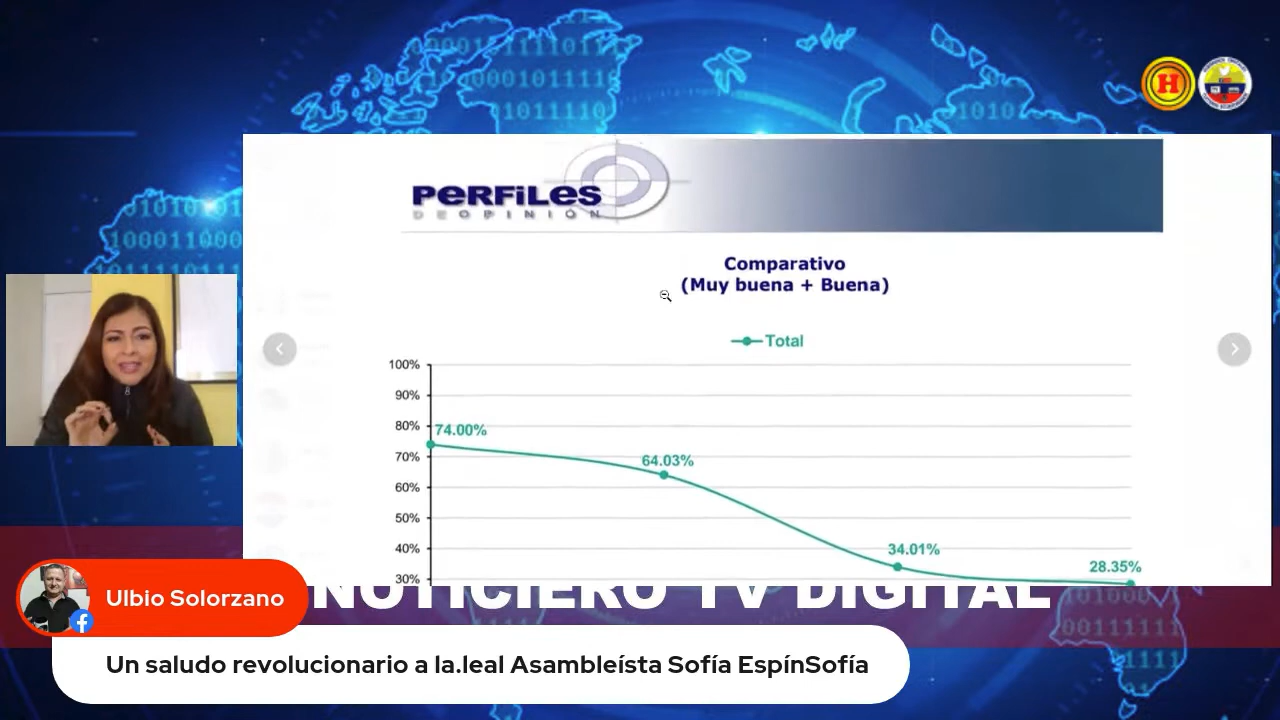 H
PERFiLES
DE OPINIÓN
Comparativo
(Muy buena + Buena)
Total
100%
90%
80%
70%
60%
50%
40%
30%
74.00%
64.03%
34.01%
28.35%
NOTICIERO TV DIGITAL
Ulbio Solorzano
Un saludo revolucionario a la.leal Asambleísta Sofía EspínSofía